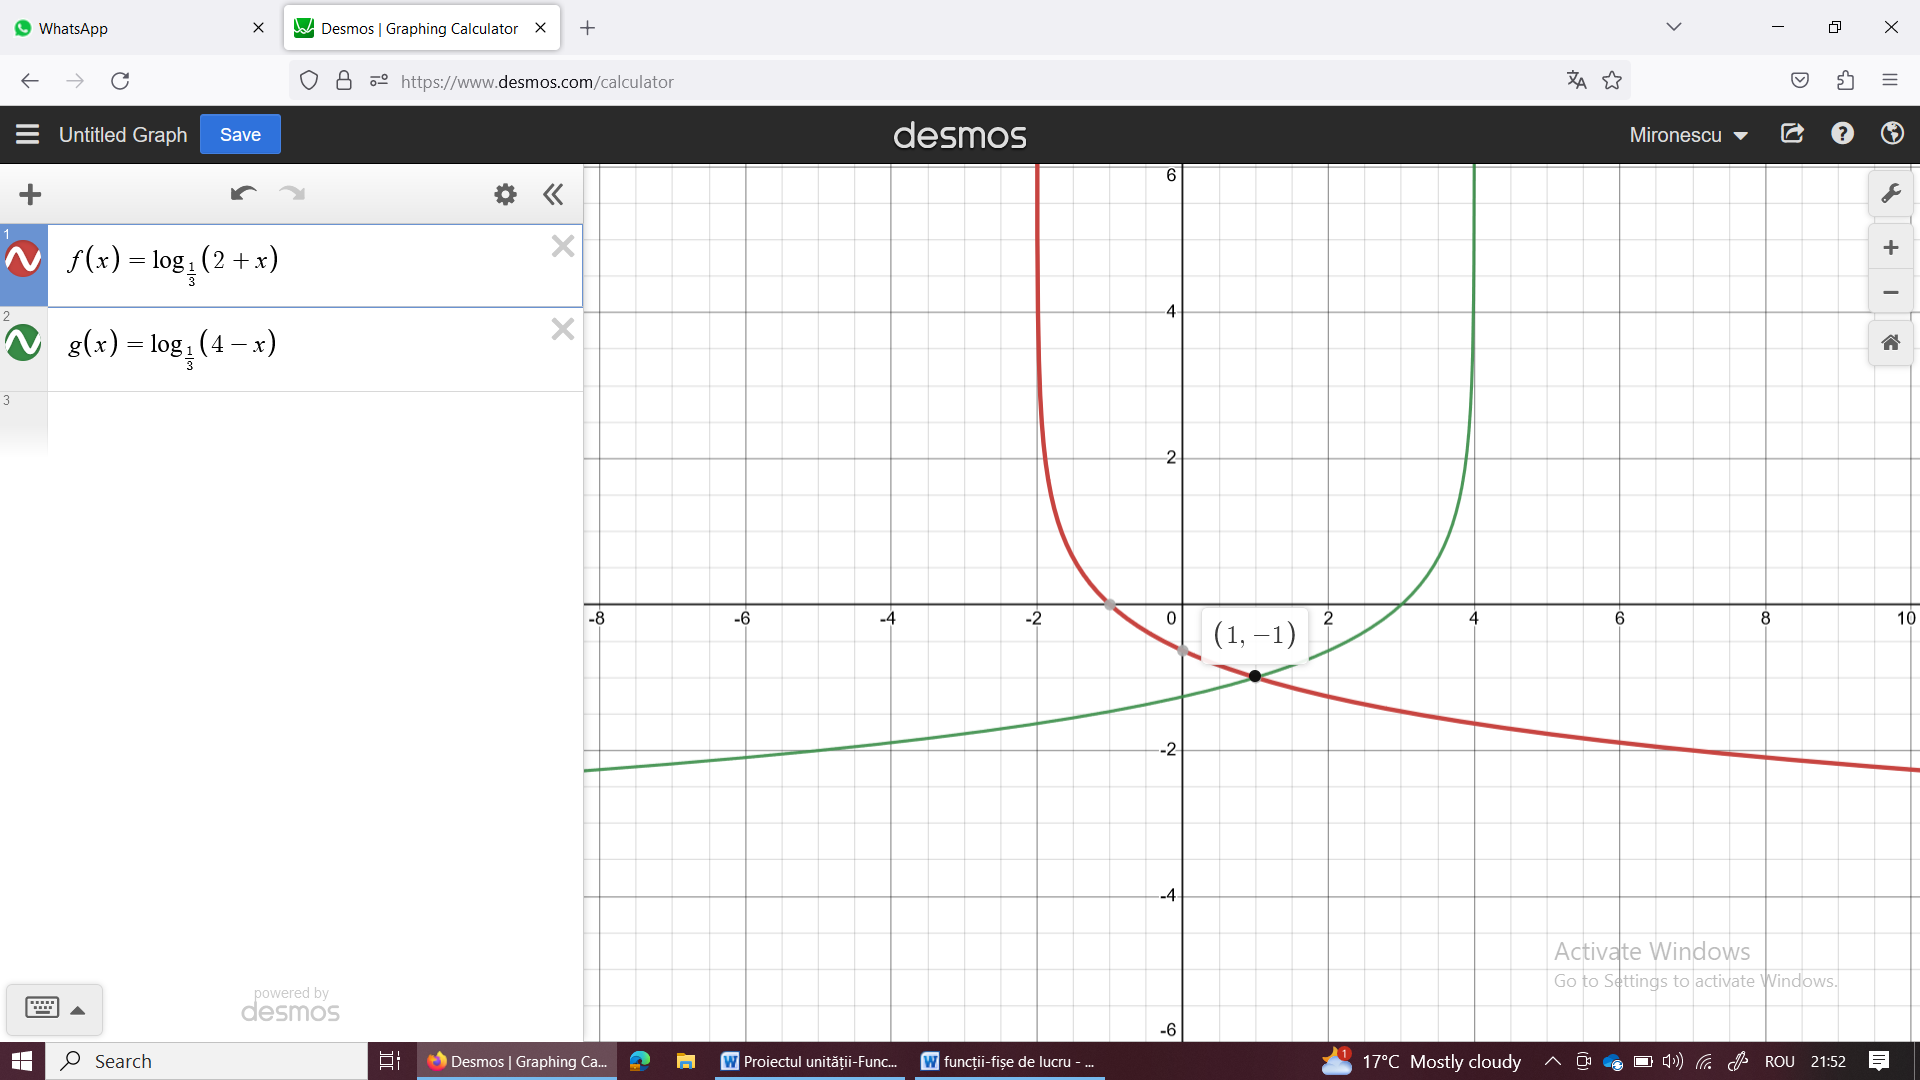 WhatsApp
Desmos | Graphing Calculator
https://www.desmos.com/calculator
Untitled Graph
Save
desmos
Mironescu
1
f(x) = log_{1/3}(2 + x)
2
g(x) = log_{1/3}(4 − x)
3
6
4
2
-8 -6 -4 -2 0 2 4 6 8 10
(1, −1)
-2
-4
-6
Activate Windows
Go to Settings to activate Windows.
powered by
desmos
Search
Desmos | Graphing Ca...
Proiectul unității-Func...
funcții-fișe de lucru - ...
1
17°C Mostly cloudy
ROU
21:52